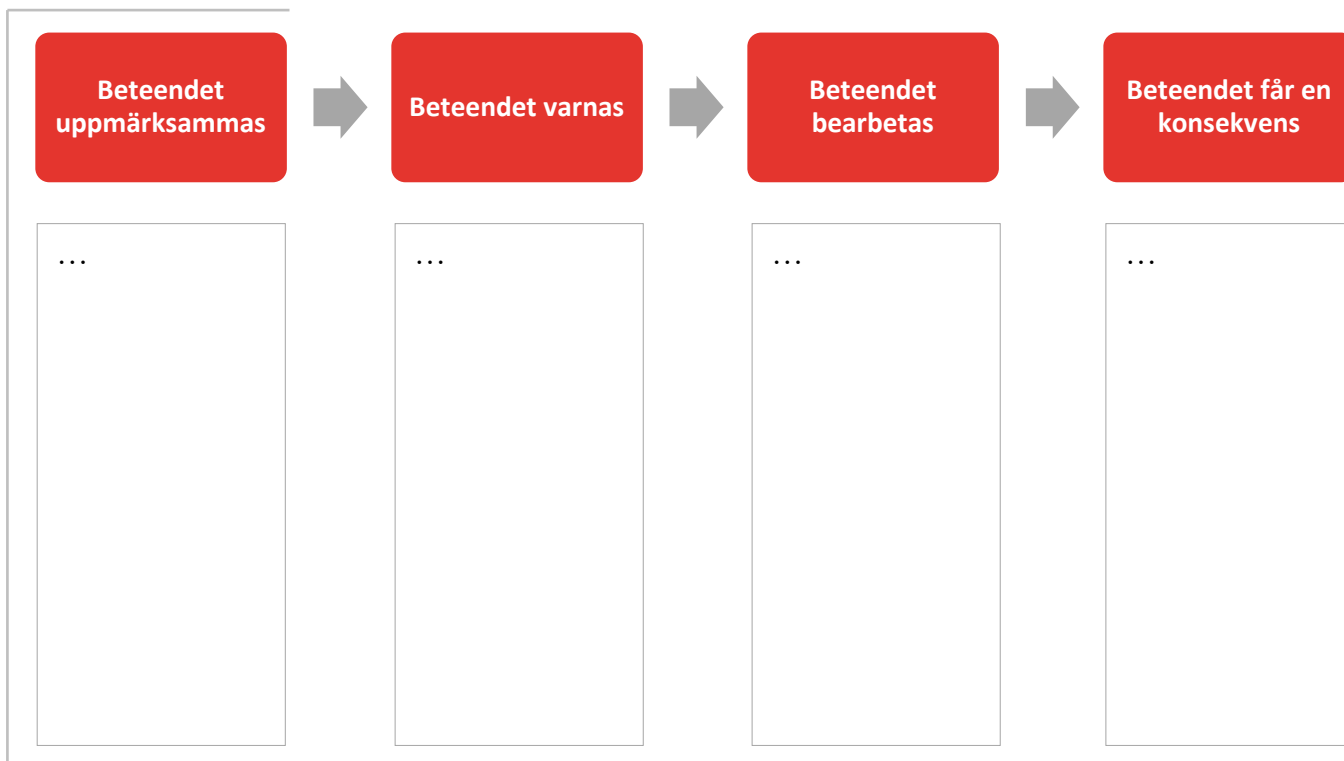 Beteendet
uppmärksammas
Beteendet varnas
Beteendet
bearbetas
Beteendet får en
konsekvens
...
...
...
...